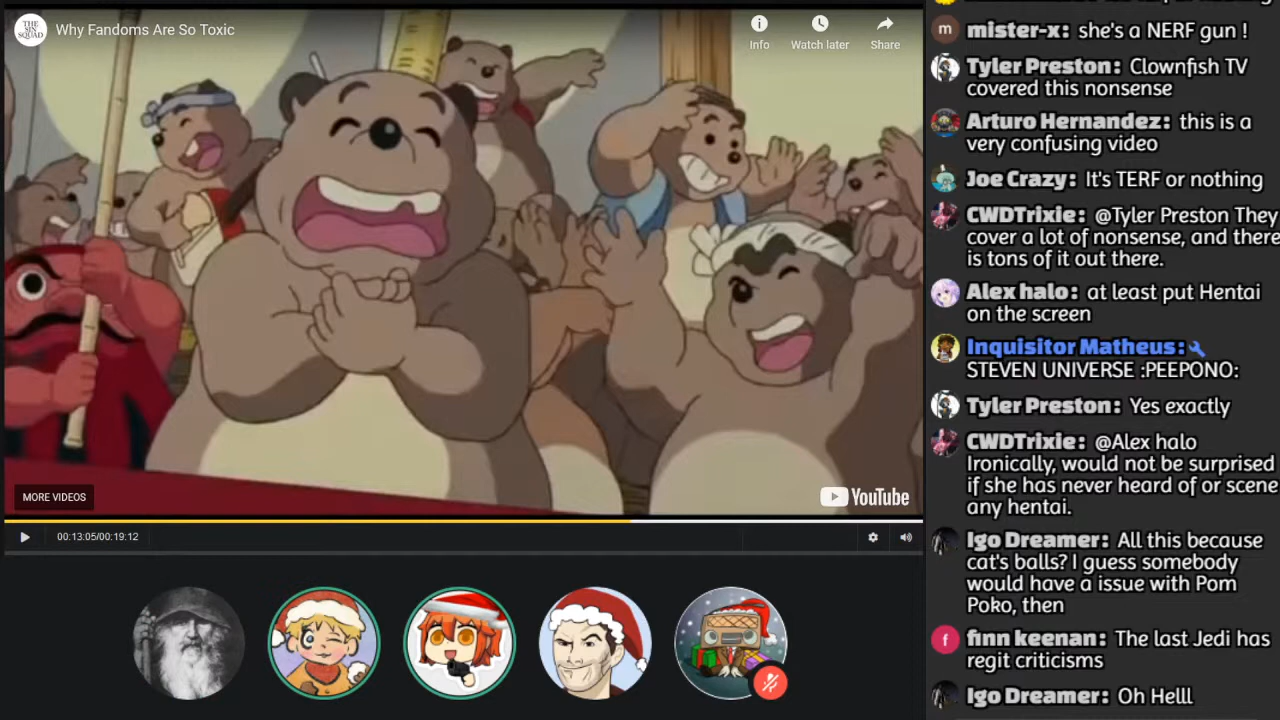 THE
SIN
SQUAD
Why Fandoms Are So Toxic
Info
Watch later
Share
MORE VIDEOS
YouTube
00:13:05/00:19:12
m
mister-x: she's a NERF gun !
Tyler Preston: Clownfish TV
covered this nonsense
Arturo Hernandez: this is a
very confusing video
Joe Crazy: It's TERF or nothing
CWDTrixie: @Tyler Preston They
cover a lot of nonsense, and there
is tons of it out there.
Alex halo: at least put Hentai
on the screen
Inquisitor Matheus:
STEVEN UNIVERSE :PEEPONO:
Tyler Preston: Yes exactly
CWDTrixie: @Alex halo
Ironically, would not be surprised
if she has never heard of or scene
any hentai.
Igo Dreamer: All this because
cat's balls? I guess somebody
would have a issue with Pom
Poko, then
f
finn keenan: The last Jedi has
regit criticisms
Igo Dreamer: Oh Helll